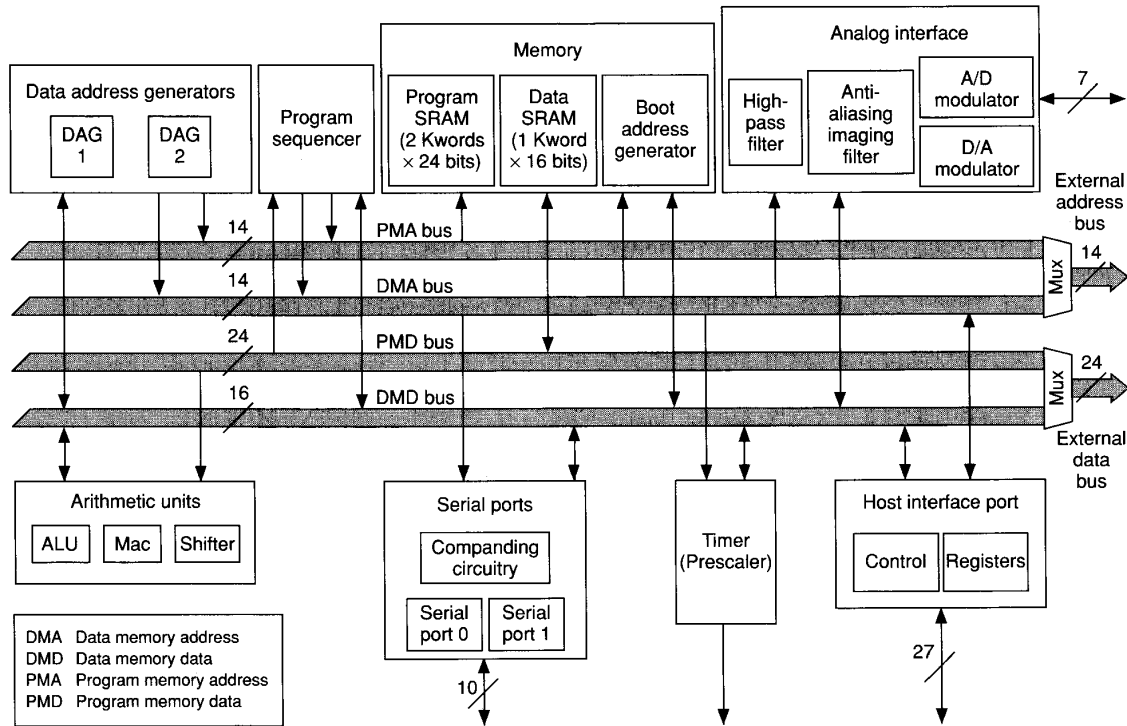 Data address generators
DAG
1
DAG
2
Program
sequencer
Memory
Program
SRAM
(2 Kwords
× 24 bits)
Data
SRAM
(1 Kword
× 16 bits)
Boot
address
generator
Analog interface
High-
pass
filter
Anti-
aliasing
imaging
filter
A/D
modulator
D/A
modulator
7
External
address
bus
14
PMA bus
14
DMA bus
Mux
14
24
PMD bus
16
DMD bus
Mux
24
External
data
bus
Arithmetic units
ALU
Mac
Shifter
Serial ports
Companding
circuitry
Serial
port 0
Serial
port 1
10
Timer
(Prescaler)
Host interface port
Control
Registers
27
DMA Data memory address
DMD Data memory data
PMA Program memory address
PMD Program memory data